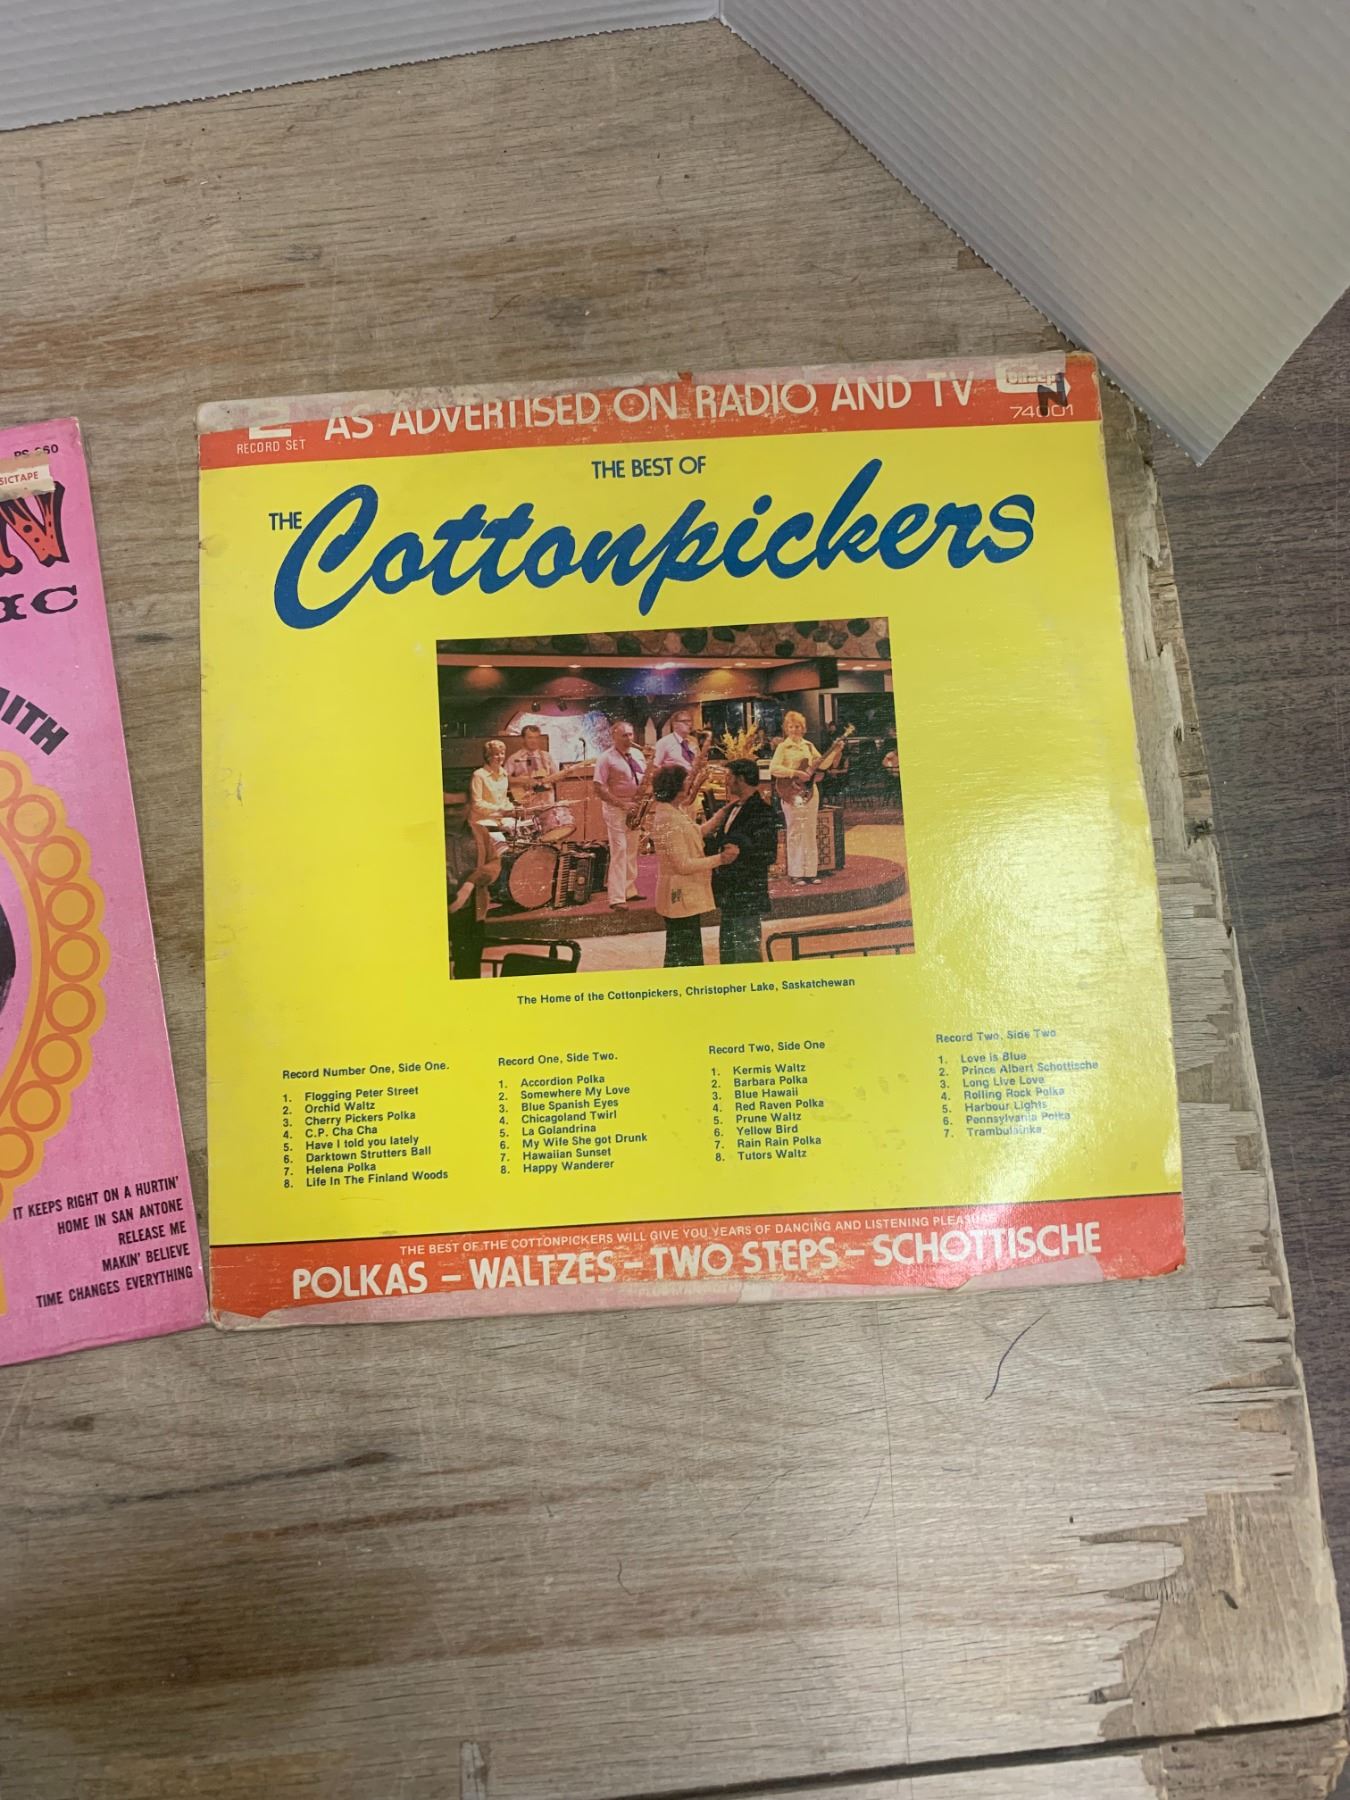 PS 660
SICTAPE
N
IC
MITH
IT KEEPS RIGHT ON A HURTIN'
HOME IN SAN ANTONE
RELEASE ME
MAKIN' BELIEVE
TIME CHANGES EVERYTHING
2
RECORD SET
AS ADVERTISED ON RADIO AND TV
N
74001
THE BEST OF
THE Cottonpickers
The Home of the Cottonpickers, Christopher Lake, Saskatchewan
Record Number One, Side One.
1. Flogging Peter Street
2. Orchid Waltz
3. Cherry Pickers Polka
4. C.P. Cha Cha
5. Have I told you lately
6. Darktown Strutters Ball
7. Helena Polka
8. Life In The Finland Woods
Record One, Side Two.
1. Accordion Polka
2. Somewhere My Love
3. Blue Spanish Eyes
4. Chicagoland Twirl
5. La Golandrina
6. My Wife She got Drunk
7. Hawaiian Sunset
8. Happy Wanderer
Record Two, Side One
1. Kermis Waltz
2. Barbara Polka
3. Blue Hawaii
4. Red Raven Polka
5. Prune Waltz
6. Yellow Bird
7. Rain Rain Polka
8. Tutors Waltz
Record Two, Side Two
1. Love is Blue
2. Prince Albert Schottische
3. Long Live Love
4. Rolling Rock Polka
5. Harbour Lights
6. Pennsylvania Polka
7. Trambulanka
THE BEST OF THE COTTONPICKERS WILL GIVE YOU YEARS OF DANCING AND LISTENING PLEASURE
POLKAS – WALTZES – TWO STEPS – SCHOTTISCHE